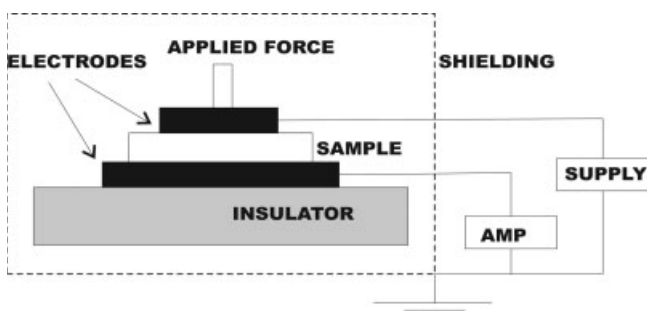 APPLIED FORCE
ELECTRODES
SHIELDING
SAMPLE
SUPPLY
INSULATOR
AMP